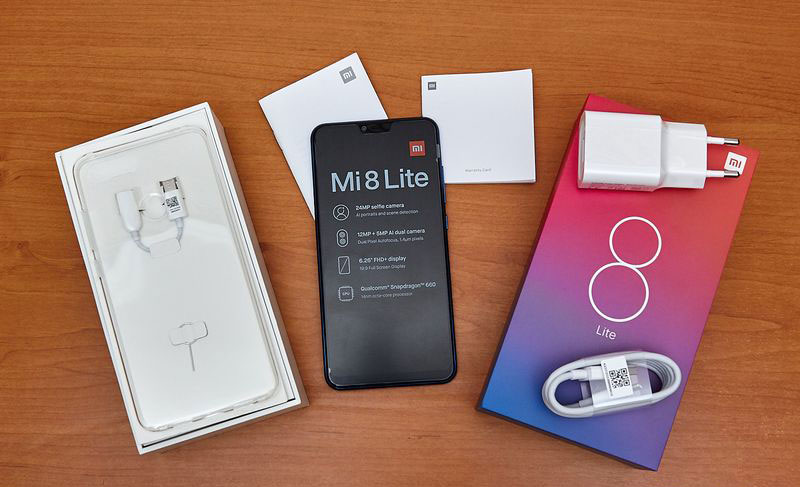 mi
mi
Warranty Card
mi
Mi 8 Lite
24MP selfie camera
AI portraits and scene detection
12MP + 5MP AI dual camera
Dual Pixel Autofocus, 1.4μm pixels
6.26" FHD+ display
19:9 Full Screen Display
CPU
Qualcomm® Snapdragon™ 660
14nm octa-core processor
mi
8
Lite